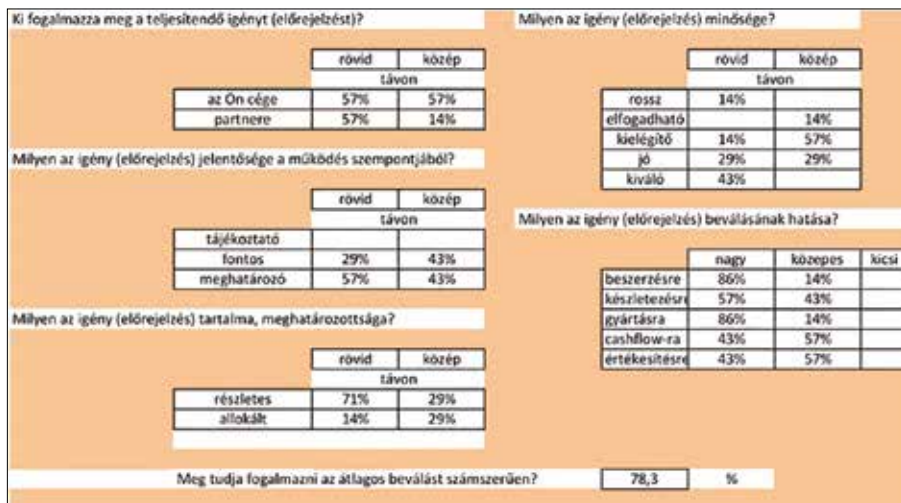 Ki fogalmazza meg a teljesítendő igényt (előrejelzést)?
rövid közép
távon
az Ön cége 57% 57%
partnere 57% 14%
Milyen az igény (előrejelzés) jelentősége a működés szempontjából?
rövid közép
távon
tájékoztató
fontos 29% 43%
meghatározó 57% 43%
Milyen az igény (előrejelzés) tartalma, meghatározottsága?
rövid közép
távon
részletes 71% 29%
allokált 14% 29%
Milyen az igény (előrejelzés) minősége?
rövid közép
távon
rossz 14%
elfogadható 14%
kielégítő 14% 57%
jó 29% 29%
kiváló 43%
Milyen az igény (előrejelzés) beválásának hatása?
nagy közepes kicsi
beszerzésre 86% 14%
készletezésre 57% 43%
gyártásra 86% 14%
cashflow-ra 43% 57%
értékesítésre 43% 57%
Meg tudja fogalmazni az átlagos beválást számszerűen? 78,3 %